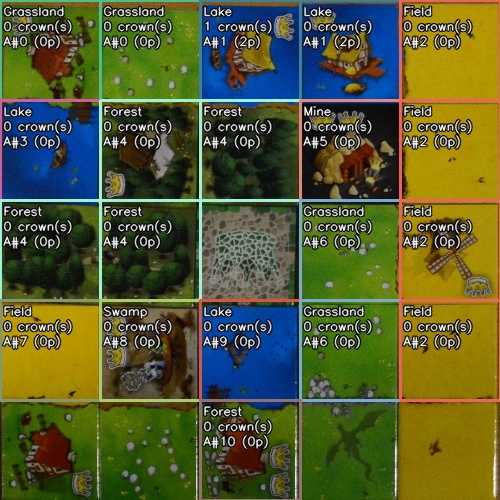 Grassland
0 crown(s)
A#0 (0p)
Grassland
0 crown(s)
A#0 (0p)
Lake
1 crown(s)
A#1 (2p)
Lake
0 crown(s)
A#1 (2p)
Field
0 crown(s)
A#2 (0p)
Lake
0 crown(s)
A#3 (0p)
Forest
0 crown(s)
A#4 (0p)
Forest
0 crown(s)
A#4 (0p)
Mine
0 crown(s)
A#5 (0p)
Field
0 crown(s)
A#2 (0p)
Forest
0 crown(s)
A#4 (0p)
Forest
0 crown(s)
A#4 (0p)
Grassland
0 crown(s)
A#6 (0p)
Field
0 crown(s)
A#2 (0p)
Field
0 crown(s)
A#7 (0p)
Swamp
0 crown(s)
A#8 (0p)
Lake
0 crown(s)
A#9 (0p)
Grassland
0 crown(s)
A#6 (0p)
Field
0 crown(s)
A#2 (0p)
Forest
0 crown(s)
A#10 (0p)